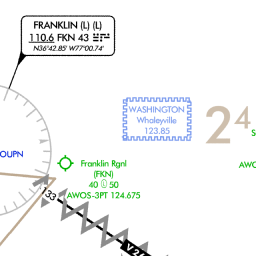 FRANKLIN (L) (L)
110.6 FKN 43
N36°42.85' W77°00.74'
WASHINGTON
Whaleyville
123.85
24
OUPN
Franklin Rgnl
(FKN)
40 Ⓛ 50
AWOS-3PT 124.675
S
AWO
133
V2